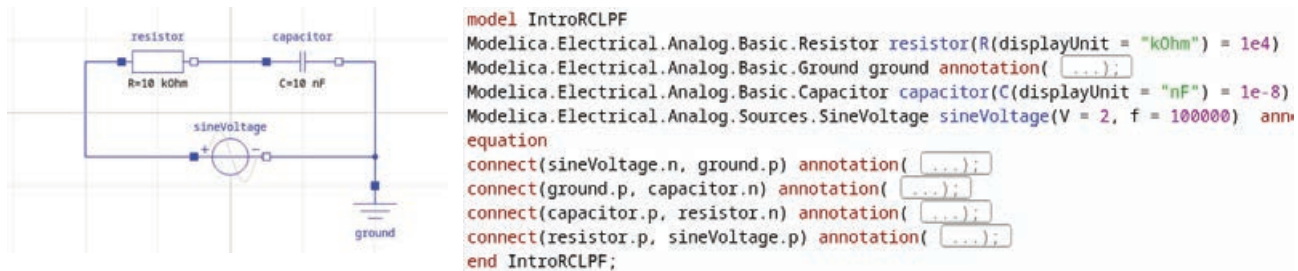 resistor
capacitor
R=10 kOhm
C=10 nF
sineVoltage
+
-
ground
model IntroRCLPF
Modelica.Electrical.Analog.Basic.Resistor resistor(R(displayUnit = "kOhm") = 1e4)
Modelica.Electrical.Analog.Basic.Ground ground annotation( ...);
Modelica.Electrical.Analog.Basic.Capacitor capacitor(C(displayUnit = "nF") = 1e-8)
Modelica.Electrical.Analog.Sources.SineVoltage sineVoltage(V = 2, f = 100000)
equation
connect(sineVoltage.n, ground.p) annotation( ...);
connect(ground.p, capacitor.n) annotation( ...);
connect(capacitor.p, resistor.n) annotation( ...);
connect(resistor.p, sineVoltage.p) annotation( ...);
end IntroRCLPF;